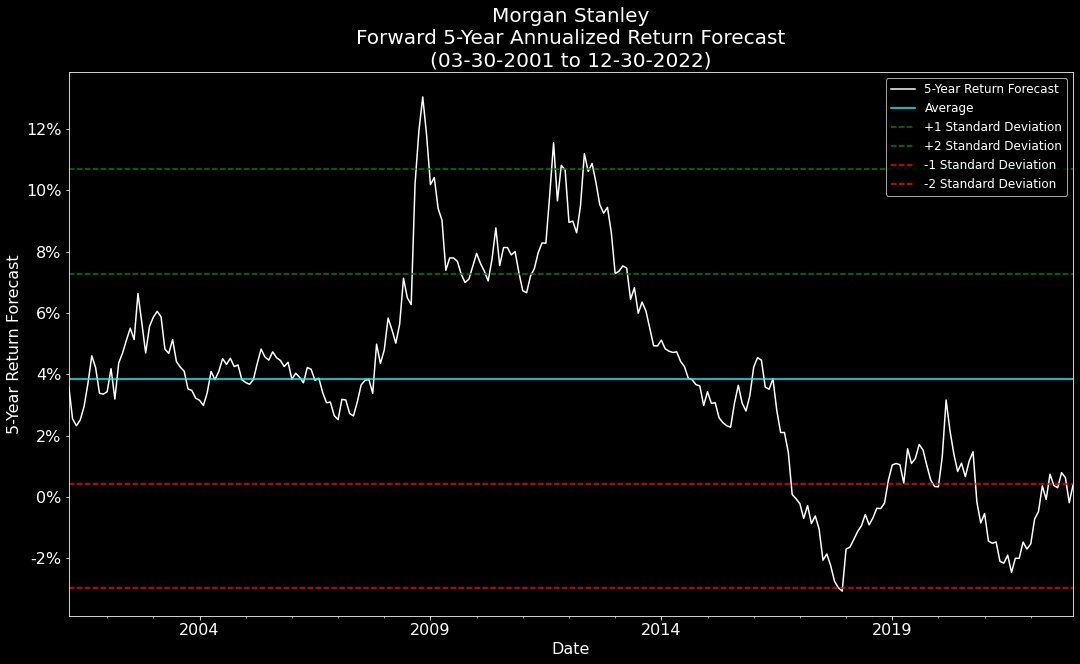 Morgan Stanley
Forward 5-Year Annualized Return Forecast
(03-30-2001 to 12-30-2022)
5-Year Return Forecast
Average
+1 Standard Deviation
+2 Standard Deviation
-1 Standard Deviation
-2 Standard Deviation
5-Year Return Forecast
12%
10%
8%
6%
4%
2%
0%
-2%
2004
2009
2014
2019
Date